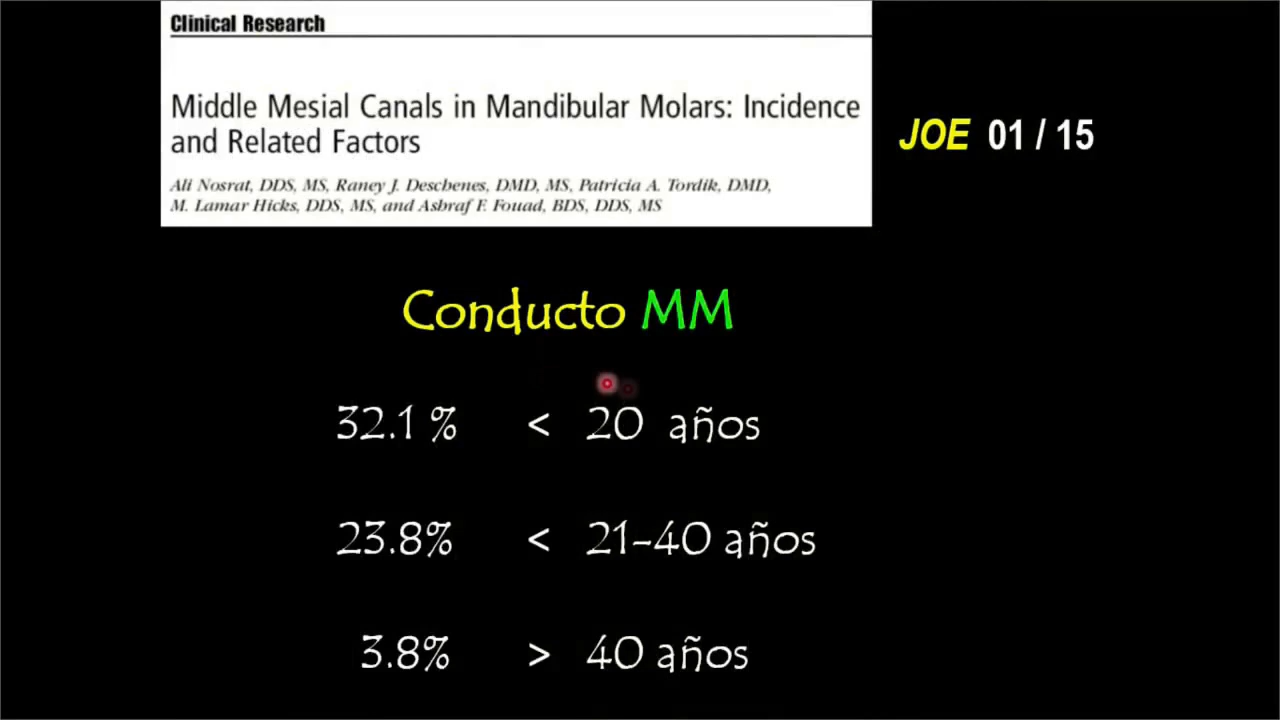 Clinical Research
Middle Mesial Canals in Mandibular Molars: Incidence
and Related Factors
Ali Nosrat, DDS, MS, Raney J. Deschenes, DMD, MS, Patricia A. Tordik, DMD,
M. Lamar Hicks, DDS, MS, and Ashraf F. Fouad, BDS, DDS, MS
JOE 01 / 15
Conducto MM
32.1 % < 20 años
23.8% < 21-40 años
3.8% > 40 años